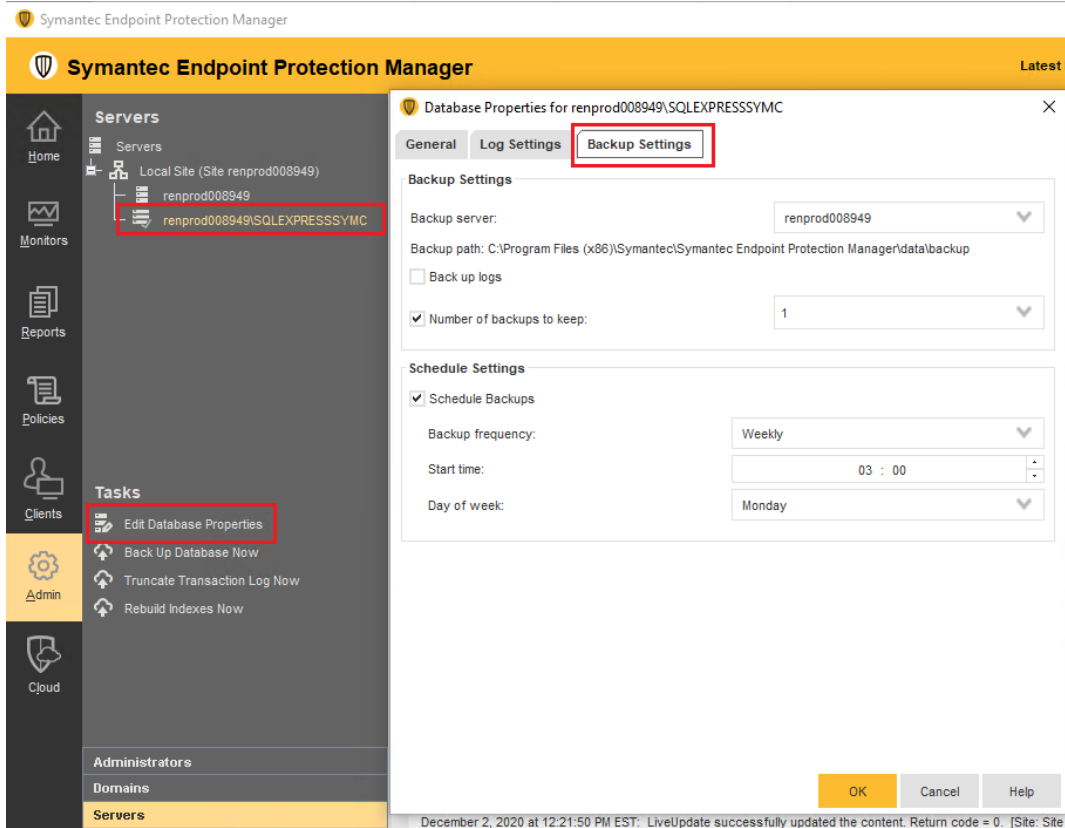 Symantec Endpoint Protection Manager
Symantec Endpoint Protection Manager
Latest
Home
Monitors
Reports
Policies
Clients
Admin
Cloud
Servers
Servers
Local Site (Site renprod008949)
renprod008949
renprod008949\SQLEXPRESSSYMC
Tasks
Edit Database Properties
Back Up Database Now
Truncate Transaction Log Now
Rebuild Indexes Now
Administrators
Domains
Servers
Database Properties for renprod008949\SQLEXPRESSSYMC
General Log Settings Backup Settings
Backup Settings
Backup server: renprod008949
Backup path: C:\Program Files (x86)\Symantec\Symantec Endpoint Protection Manager\data\backup
Back up logs
Number of backups to keep: 1
Schedule Settings
Schedule Backups
Backup frequency: Weekly
Start time: 03 : 00
Day of week: Monday
OK Cancel Help
December 2, 2020 at 12:21:50 PM EST: LiveUpdate successfully updated the content. Return code = 0. [Site: Site